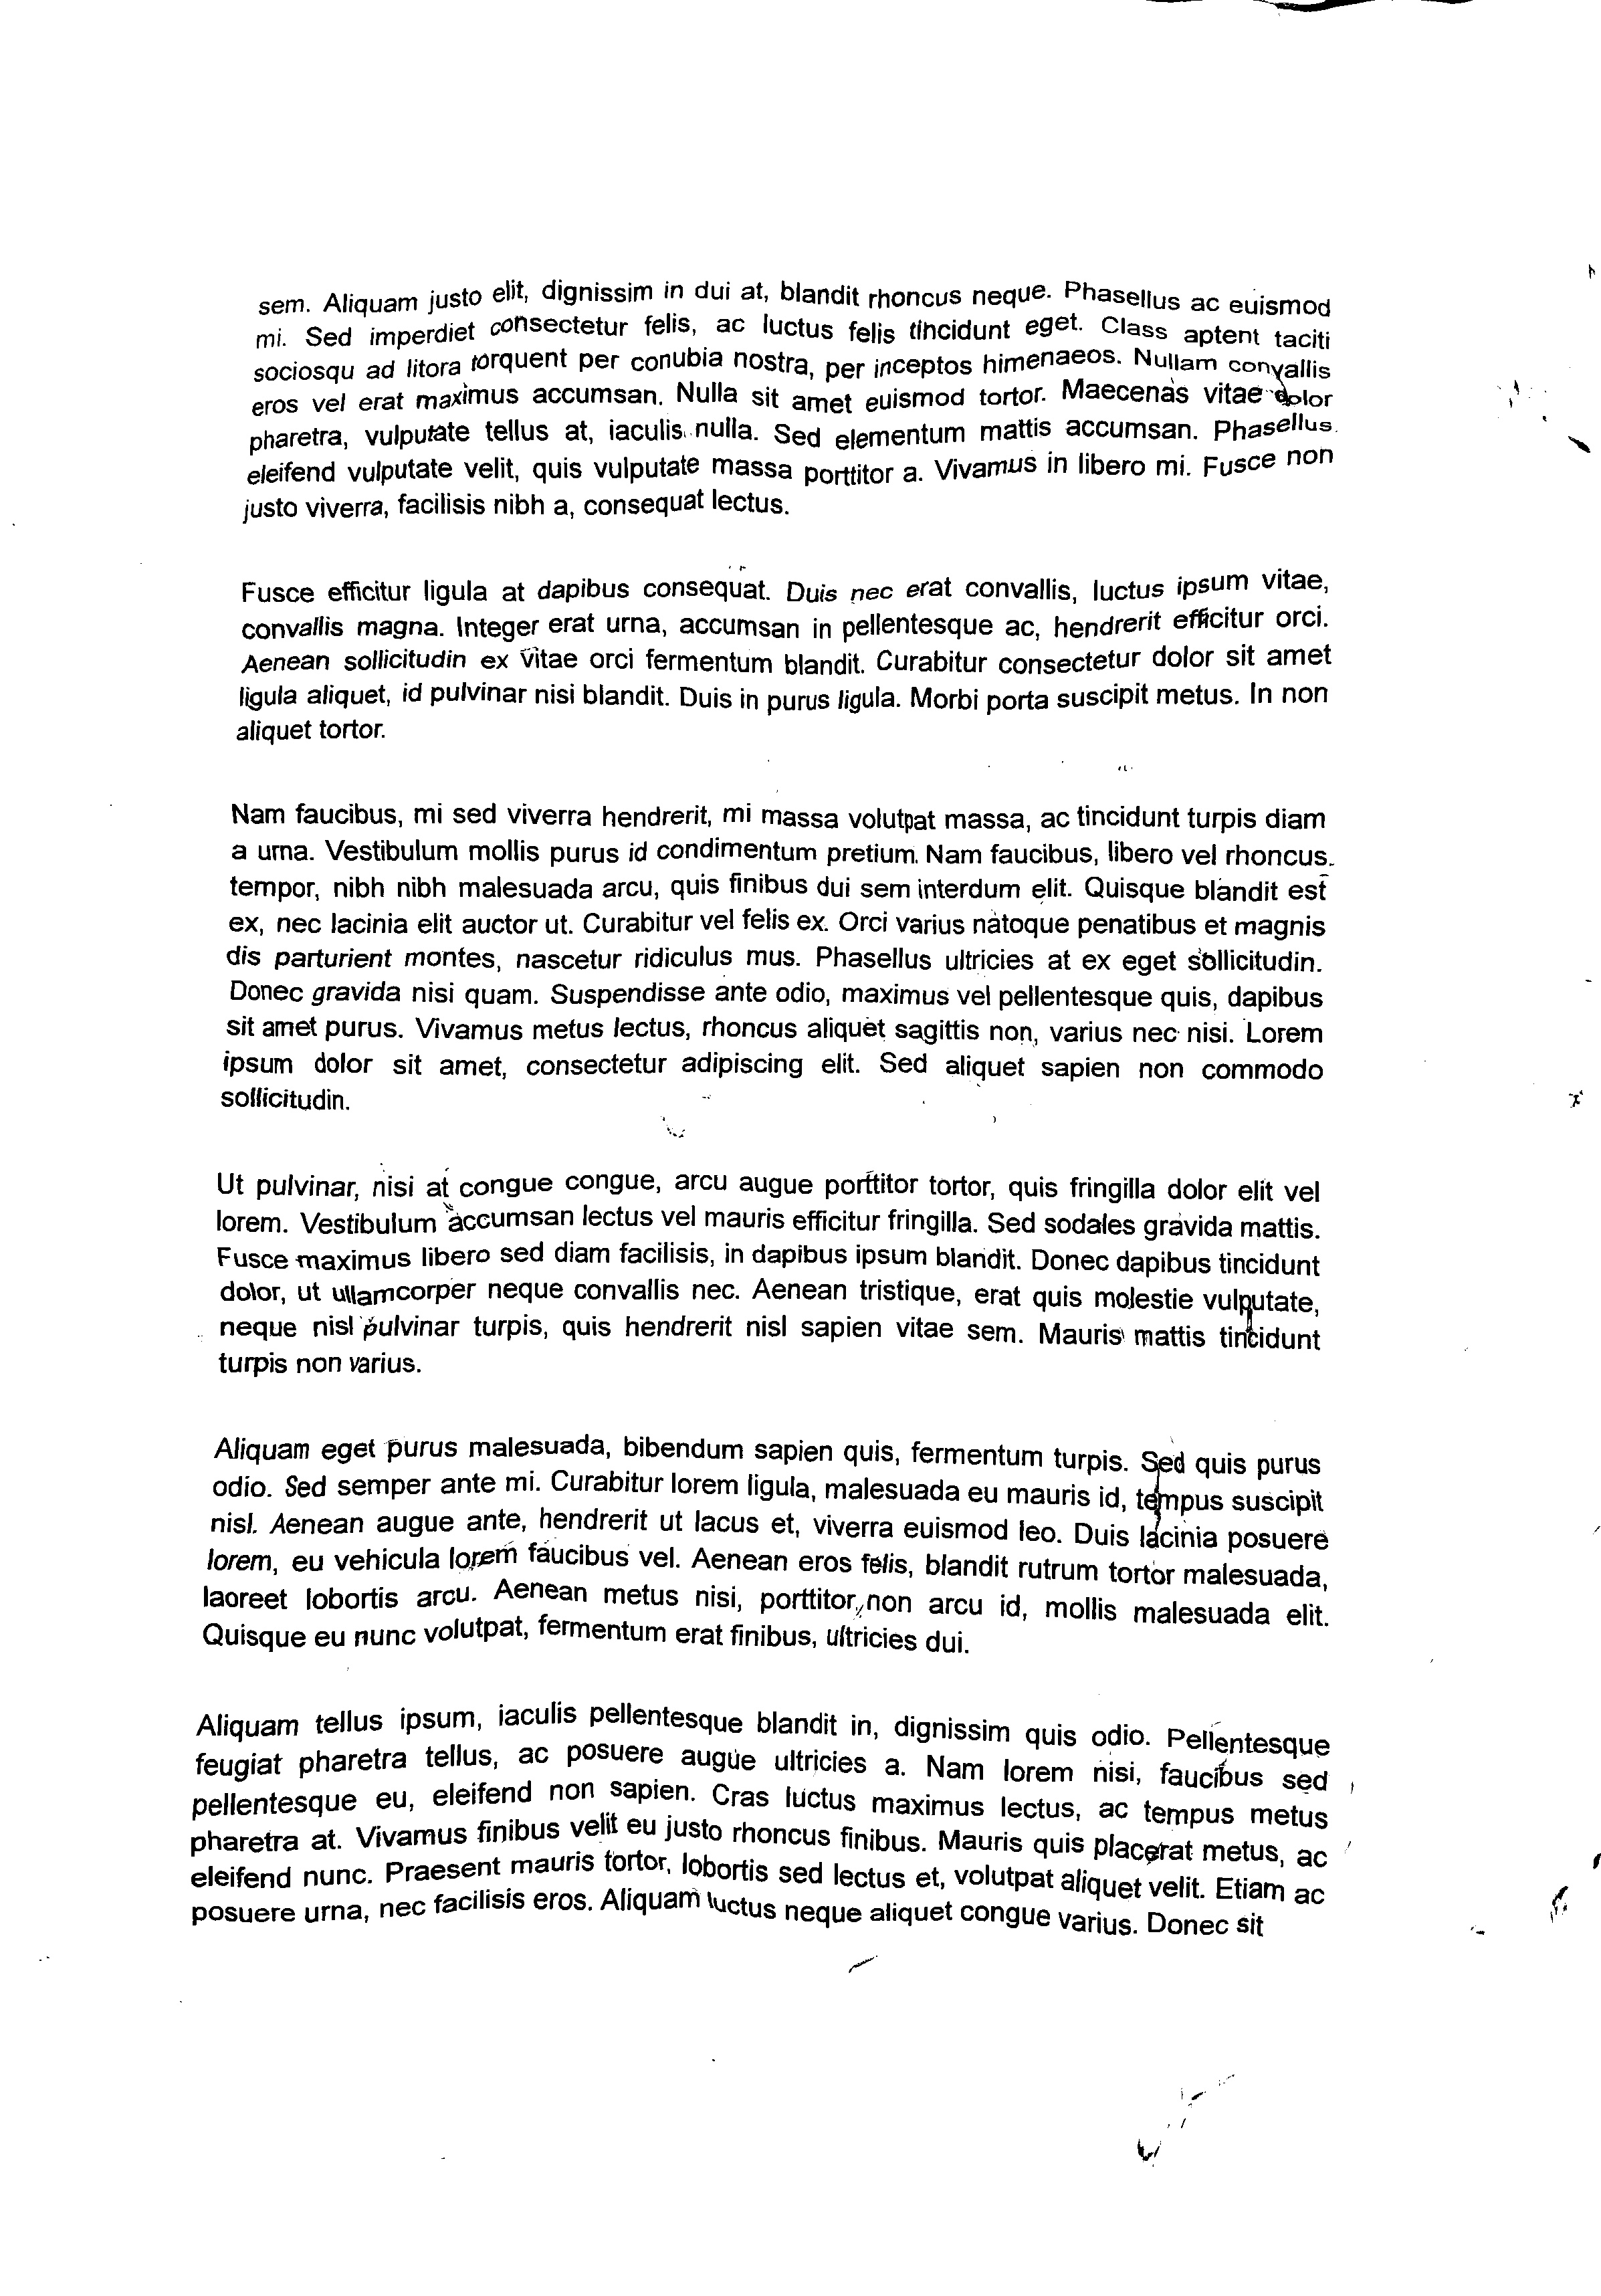 sem. Aliquam justo elit, dignissim in dui at, blandit rhoncus neque. Phasellus ac euismod
mi. Sed imperdiet consectetur felis, ac luctus felis tincidunt eget. Class aptent taciti
sociosqu ad litora torquent per conubia nostra, per inceptos himenaeos. Nullam convallis
eros vel erat maximus accumsan. Nulla sit amet euismod tortor. Maecenas vitae dolor
pharetra, vulputate tellus at, iaculis nulla. Sed elementum mattis accumsan. Phasellus
eleifend vulputate velit, quis vulputate massa porttitor a. Vivamus in libero mi. Fusce non
justo viverra, facilisis nibh a, consequat lectus.
Fusce efficitur ligula at dapibus consequat. Duis nec erat convallis, luctus ipsum vitae,
convallis magna. Integer erat urna, accumsan in pellentesque ac, hendrerit efficitur orci.
Aenean sollicitudin ex vitae orci fermentum blandit. Curabitur consectetur dolor sit amet
ligula aliquet, id pulvinar nisi blandit. Duis in purus ligula. Morbi porta suscipit metus. In non
aliquet tortor.
Nam faucibus, mi sed viverra hendrerit, mi massa volutpat massa, ac tincidunt turpis diam
a urna. Vestibulum mollis purus id condimentum pretium. Nam faucibus, libero vel rhoncus
tempor, nibh nibh malesuada arcu, quis finibus dui sem interdum elit. Quisque blandit est
ex, nec lacinia elit auctor ut. Curabitur vel felis ex. Orci varius natoque penatibus et magnis
dis parturient montes, nascetur ridiculus mus. Phasellus ultricies at ex eget sollicitudin.
Donec gravida nisi quam. Suspendisse ante odio, maximus vel pellentesque quis, dapibus
sit amet purus. Vivamus metus lectus, rhoncus aliquet sagittis non, varius nec nisi. Lorem
ipsum dolor sit amet, consectetur adipiscing elit. Sed aliquet sapien non commodo
sollicitudin.
Ut pulvinar, nisi at congue congue, arcu augue porttitor tortor, quis fringilla dolor elit vel
lorem. Vestibulum accumsan lectus vel mauris efficitur fringilla. Sed sodales gravida mattis.
Fusce maximus libero sed diam facilisis, in dapibus ipsum blandit. Donec dapibus tincidunt
dolor, ut ullamcorper neque convallis nec. Aenean tristique, erat quis molestie vulputate,
neque nisl pulvinar turpis, quis hendrerit nisl sapien vitae sem. Mauris mattis tincidunt
turpis non varius.
Aliquam eget purus malesuada, bibendum sapien quis, fermentum turpis. Sed quis purus
odio. Sed semper ante mi. Curabitur lorem ligula, malesuada eu mauris id, tempus suscipit
nisl. Aenean augue ante, hendrerit ut lacus et, viverra euismod leo. Duis lacinia posuere
lorem, eu vehicula lorem faucibus vel. Aenean eros felis, blandit rutrum tortor malesuada,
laoreet lobortis arcu. Aenean metus nisi, porttitor non arcu id, mollis malesuada elit.
Quisque eu nunc volutpat, fermentum erat finibus, ultricies dui.
Aliquam tellus ipsum, iaculis pellentesque blandit in, dignissim quis odio. Pellentesque
feugiat pharetra tellus, ac posuere augue ultricies a. Nam lorem nisi, faucibus sed
pellentesque eu, eleifend non sapien. Cras luctus maximus lectus, ac tempus metus
pharetra at. Vivamus finibus velit eu justo rhoncus finibus. Mauris quis placerat metus, ac
eleifend nunc. Praesent mauris tortor, lobortis sed lectus et, volutpat aliquet velit. Etiam ac
posuere urna, nec facilisis eros. Aliquam luctus neque aliquet congue varius. Donec sit